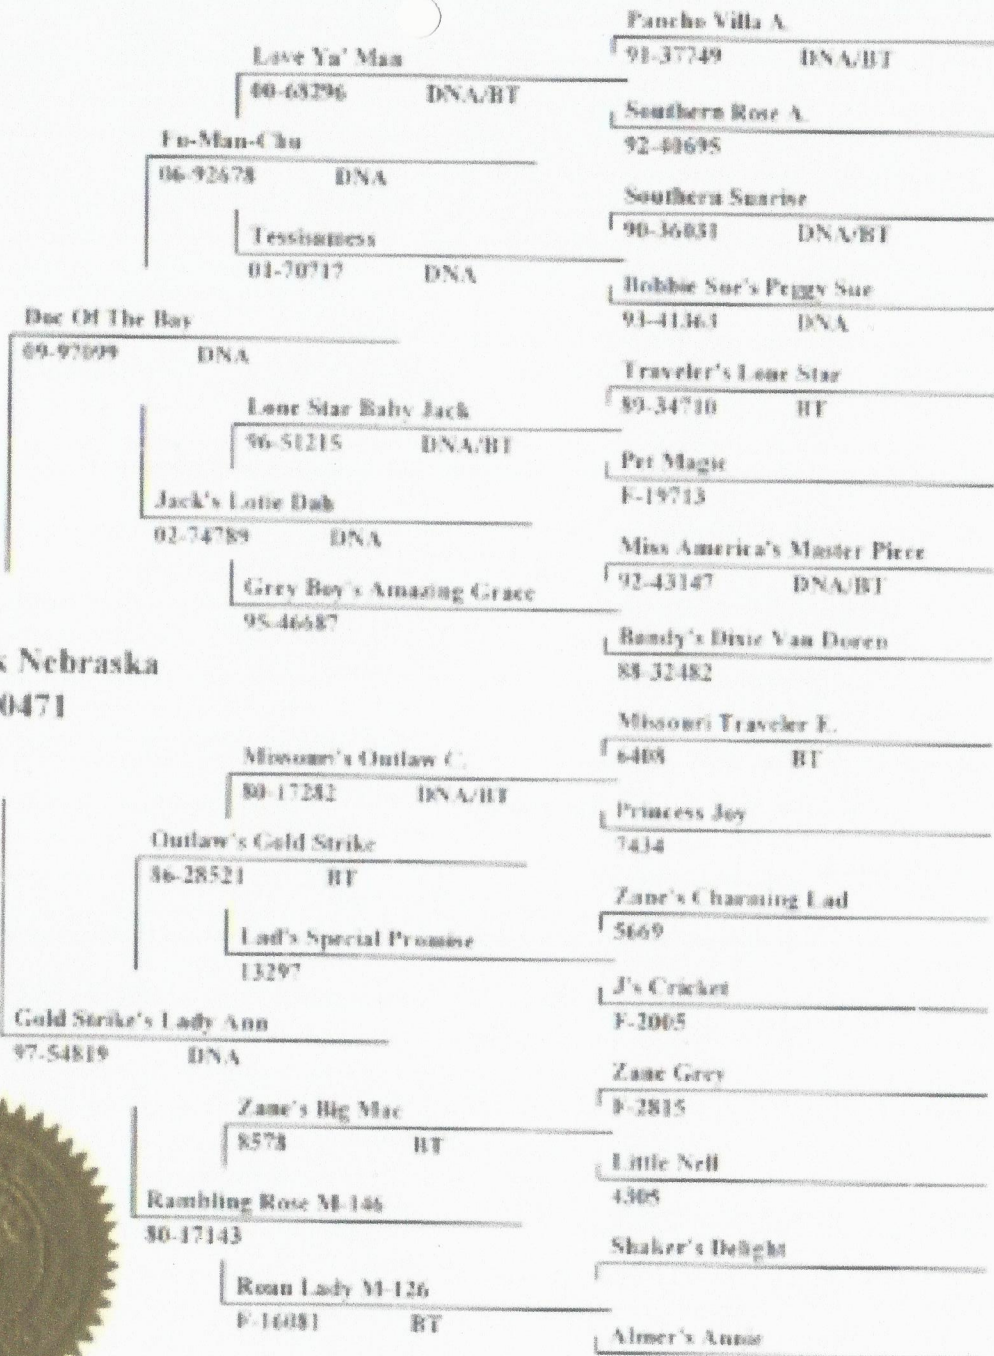 Pancho Villa A.
91-37749 DNA/BT
Love Ya' Man
00-68296 DNA/BT
Southern Rose A.
92-40695
Fu-Man-Chu
06-92678 DNA
Southern Sunrise
90-36031 DNA/BT
Tessisamess
01-70717 DNA
Bobbie Sue's Peggy Sue
93-41363 DNA
Doc Of The Bay
09-97099 DNA
Traveler's Lone Star
89-34710 BT
Lone Star Baby Jack
96-51215 DNA/BT
Pet Magic
F-19713
Jack's Lotte Dah
02-74789 DNA
Miss America's Master Piece
92-43147 DNA/BT
Grey Boy's Amazing Grace
95-46687
Bandy's Dixie Van Doren
88-32482
Nebraska
0471
Missouri Traveler E.
6408 BT
Missouri's Outlaw C.
80-17282 DNA/BT
Princess Joy
7434
Outlaw's Gold Strike
86-28521 BT
Zane's Charming Lad
5669
Lad's Special Promise
13297
J's Cricket
F-2005
Gold Strike's Lady Ann
97-54819 DNA
Zane Grey
F-2815
Zane's Big Mac
8578 BT
Little Nell
4305
Rambling Rose M-146
80-17143
Shaker's Delight
Roan Lady M-126
F-16081 BT
Almer's Annie